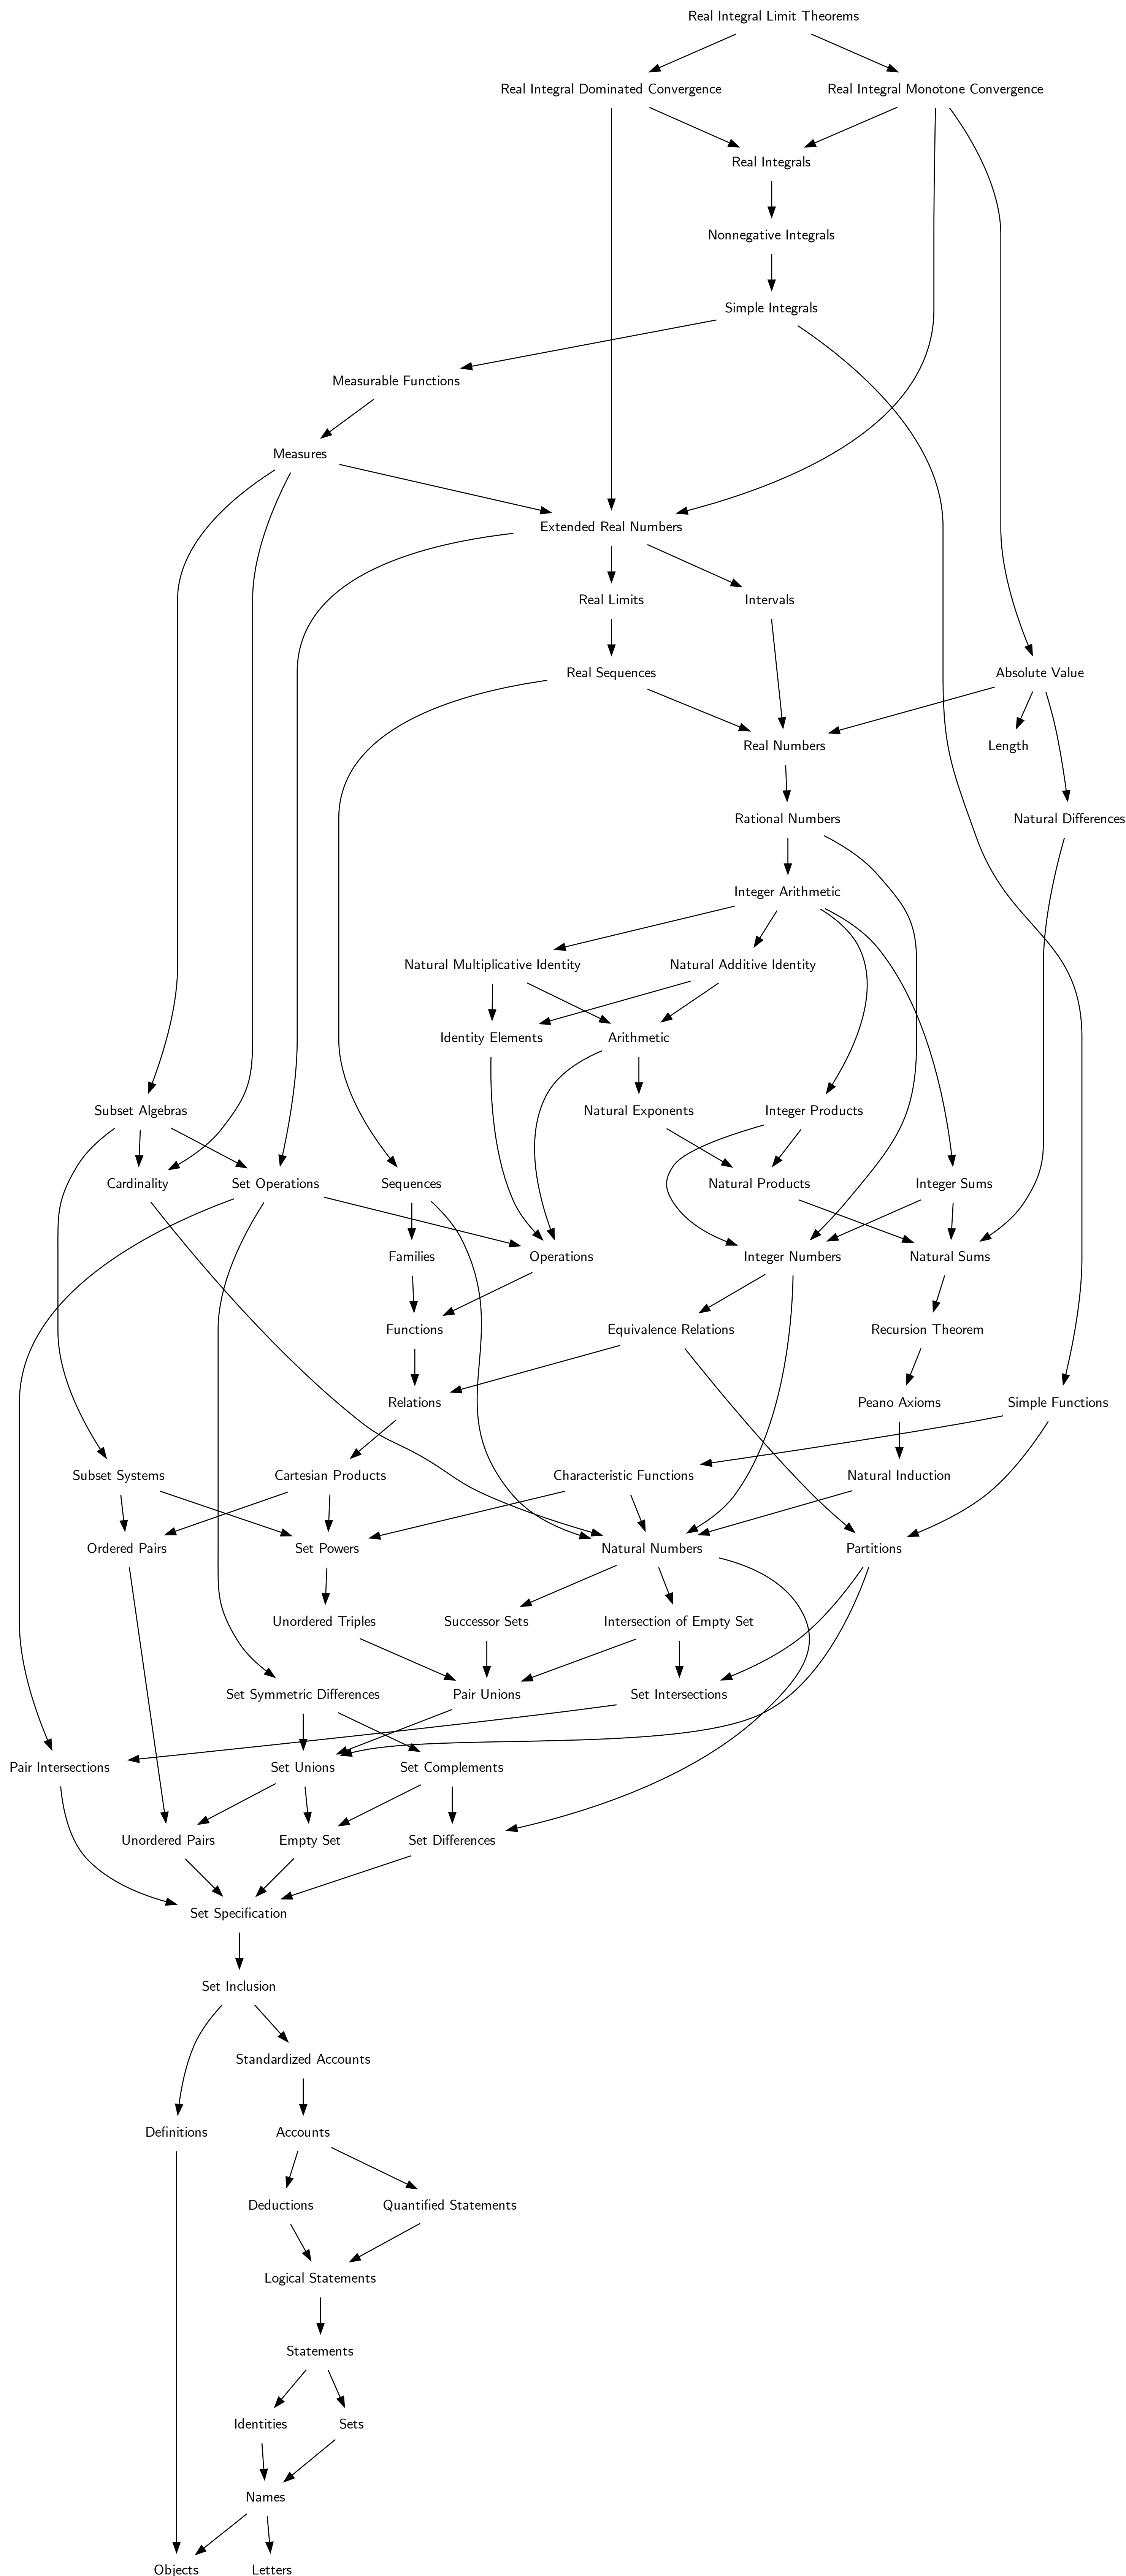 Real Integral Limit Theorems
Real Integral Dominated Convergence
Real Integral Monotone Convergence
Real Integrals
Nonnegative Integrals
Simple Integrals
Measurable Functions
Measures
Extended Real Numbers
Real Limits
Intervals
Real Sequences
Absolute Value
Real Numbers
Length
Rational Numbers
Natural Differences
Integer Arithmetic
Natural Multiplicative Identity
Natural Additive Identity
Identity Elements
Arithmetic
Subset Algebras
Natural Exponents
Integer Products
Cardinality
Set Operations
Sequences
Natural Products
Integer Sums
Families
Operations
Integer Numbers
Natural Sums
Functions
Equivalence Relations
Recursion Theorem
Relations
Peano Axioms
Simple Functions
Subset Systems
Cartesian Products
Characteristic Functions
Natural Induction
Ordered Pairs
Set Powers
Natural Numbers
Partitions
Unordered Triples
Successor Sets
Intersection of Empty Set
Set Symmetric Differences
Pair Unions
Set Intersections
Pair Intersections
Set Unions
Set Complements
Unordered Pairs
Empty Set
Set Differences
Set Specification
Set Inclusion
Standardized Accounts
Definitions
Accounts
Deductions
Quantified Statements
Logical Statements
Statements
Identities
Sets
Names
Objects
Letters